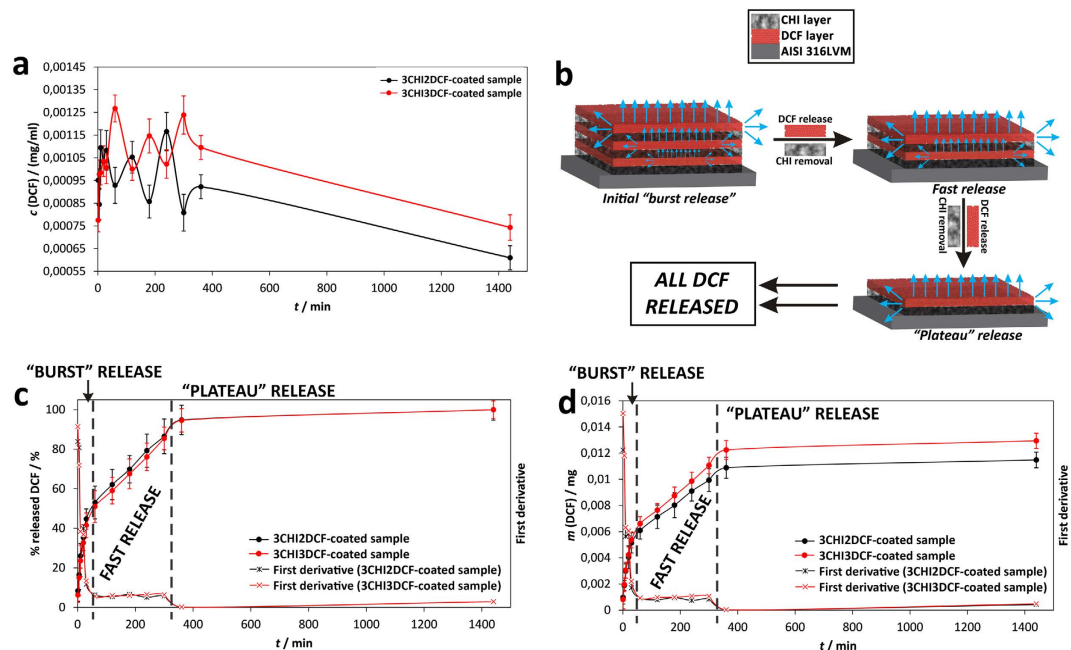 CHI layer
DCF layer
AISI 316LVM
a
0,00145
0,00135
0,00125
0,00115
0,00105
0,00095
0,00085
0,00075
0,00065
0,00055
c (DCF) / (mg/ml)
3CHI2DCF-coated sample
3CHI3DCF-coated sample
0 200 400 600 800 1000 1200 1400
t / min
b
DCF release
CHI removal
Initial “burst release”
Fast release
CHI removal
DCF release
ALL DCF
RELEASED
“Plateau” release
“BURST” RELEASE
c
“PLATEAU” RELEASE
100
80
60
40
20
0
% released DCF / %
FAST RELEASE
3CHI2DCF-coated sample
3CHI3DCF-coated sample
First derivative (3CHI2DCF-coated sample)
First derivative (3CHI3DCF-coated sample)
First derivative
0 200 400 600 800 1000 1200 1400
t / min
“BURST” RELEASE
d
“PLATEAU” RELEASE
0,016
0,014
0,012
0,01
0,008
0,006
0,004
0,002
0
m (DCF) / mg
FAST RELEASE
3CHI2DCF-coated sample
3CHI3DCF-coated sample
First derivative (3CHI2DCF-coated sample)
First derivative (3CHI3DCF-coated sample)
First derivative
0 200 400 600 800 1000 1200 1400
t / min